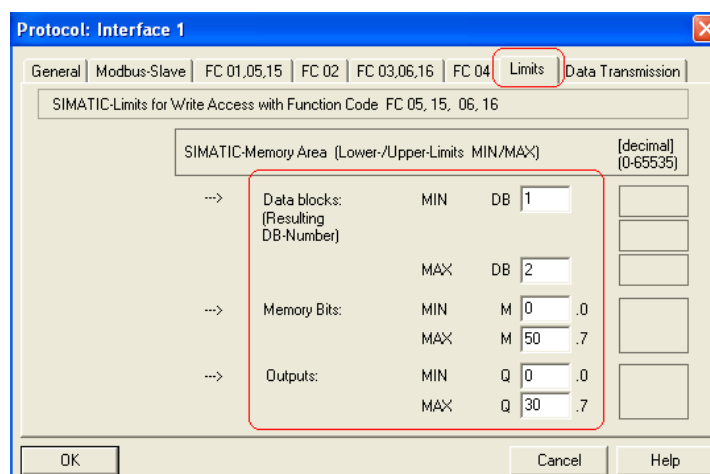 Protocol: Interface 1
General Modbus-Slave FC 01,05,15 FC 02 FC 03,06,16 FC 04 Limits Data Transmission
SIMATIC-Limits for Write Access with Function Code FC 05, 15, 06, 16
SIMATIC-Memory Area (Lower-/Upper-Limits MIN/MAX) [decimal]
(0-65535)
---> Data blocks: MIN DB 1
(Resulting
DB-Number)
MAX DB 2
---> Memory Bits: MIN M 0 .0
MAX M 50 .7
---> Outputs: MIN Q 0 .0
MAX Q 30 .7
OK Cancel Help